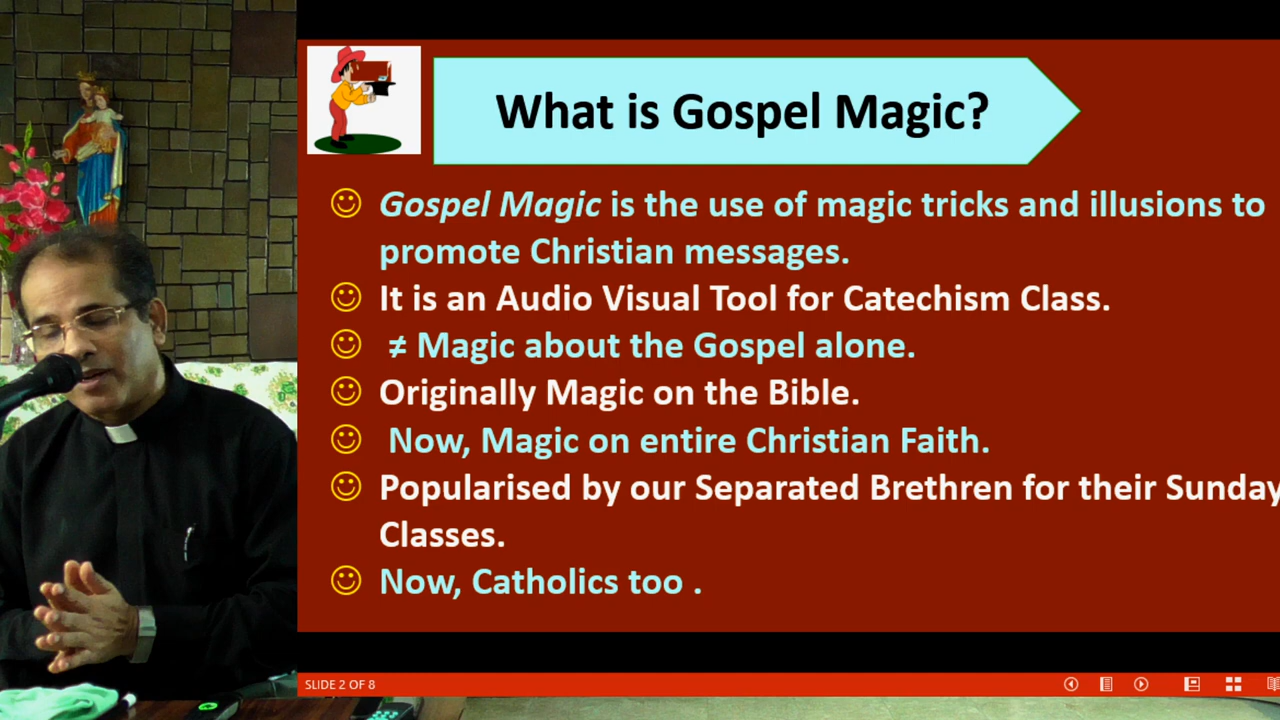 What is Gospel Magic?
Gospel Magic is the use of magic tricks and illusions to
promote Christian messages.
It is an Audio Visual Tool for Catechism Class.
≠ Magic about the Gospel alone.
Originally Magic on the Bible.
Now, Magic on entire Christian Faith.
Popularised by our Separated Brethren for their Sunday
Classes.
Now, Catholics too .
SLIDE 2 OF 8